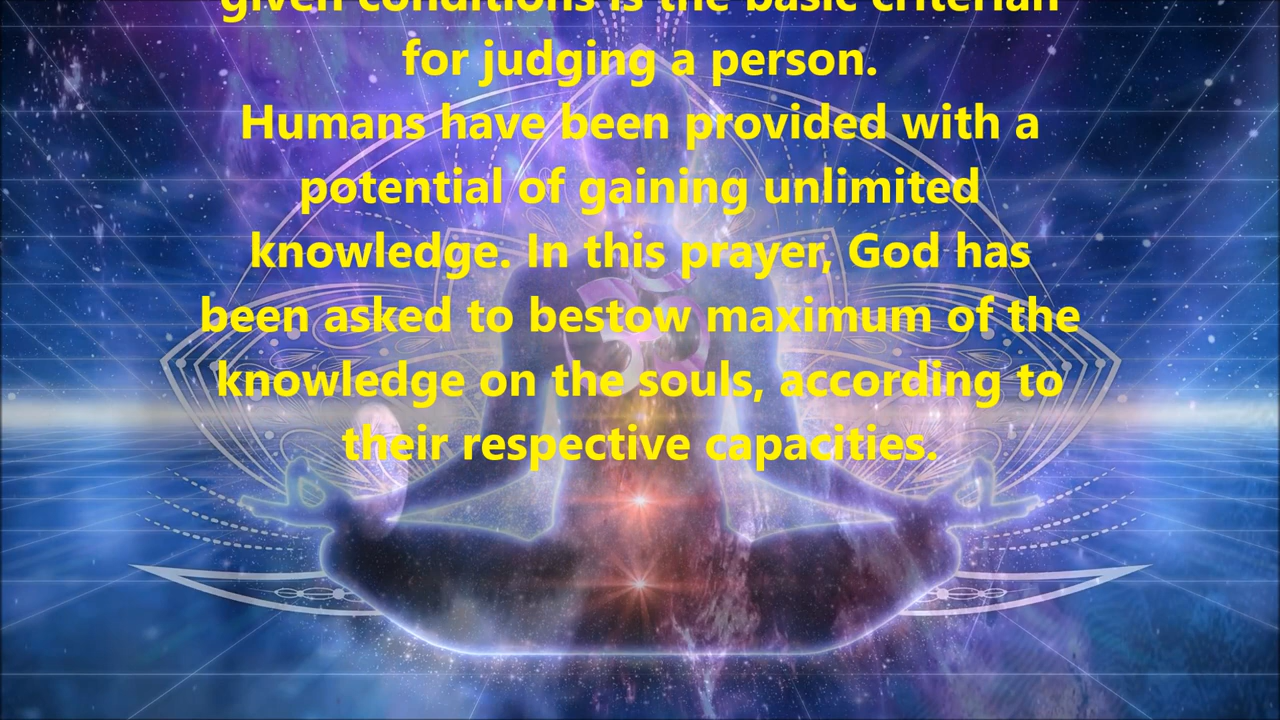 given conditions is the basic criterian
for judging a person.
Humans have been provided with a
potential of gaining unlimited
knowledge. In this prayer, God has
been asked to bestow maximum of the
knowledge on the souls, according to
their respective capacities.
ॐ